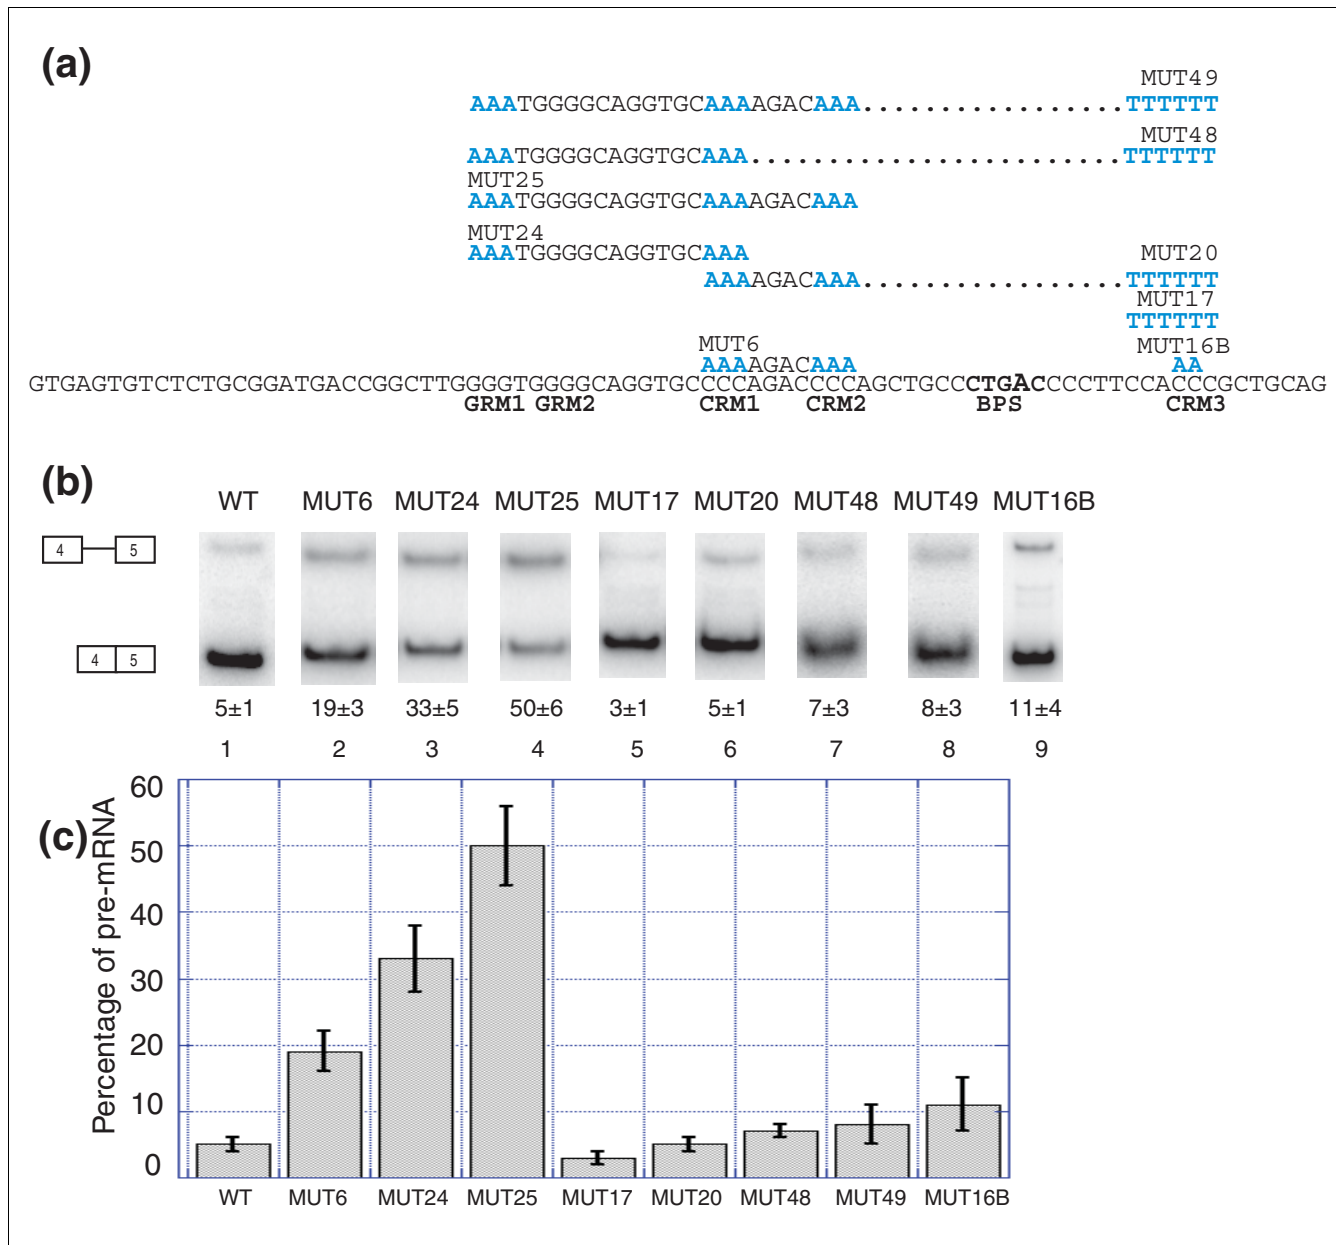 (a)
MUT49
AAATGGGGCAGGTGCAAAAGACAAA.................TTTTTT
MUT48
AAATGGGGCAGGTGCAAA........................TTTTTT
MUT25
AAATGGGGCAGGTGCAAAAGACAAA
MUT24
AAATGGGGCAGGTGCAAA
MUT20
AAAAGACAAA.................TTTTTT
MUT17
TTTTTT
MUT6 MUT16B
AAAAGACAAA AA
GTGAGTGTCTCTGCGGATGACCGGCTTGGGGTGGGGCAGGTGCCCCAGACCCCAGCTGCCCTGACCCCTTCCACCCGCTGCAG
GRM1 GRM2 CRM1 CRM2 BPS CRM3
(b)
WT MUT6 MUT24 MUT25 MUT17 MUT20 MUT48 MUT49 MUT16B
4 5
4 5
5±1 19±3 33±5 50±6 3±1 5±1 7±3 8±3 11±4
1 2 3 4 5 6 7 8 9
(c)
Percentage of pre-mRNA
60
50
40
30
20
10
0
WT MUT6 MUT24 MUT25 MUT17 MUT20 MUT48 MUT49 MUT16B